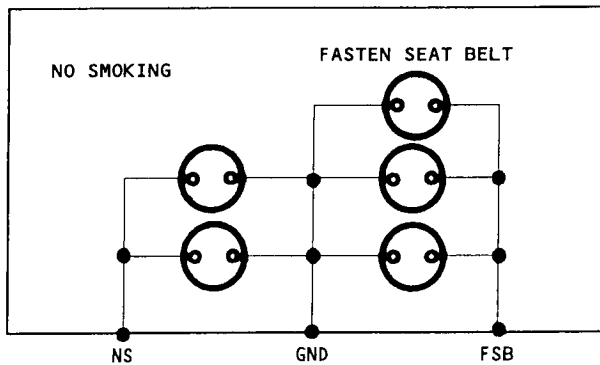 FASTEN SEAT BELT
NO SMOKING
NS
GND
FSB